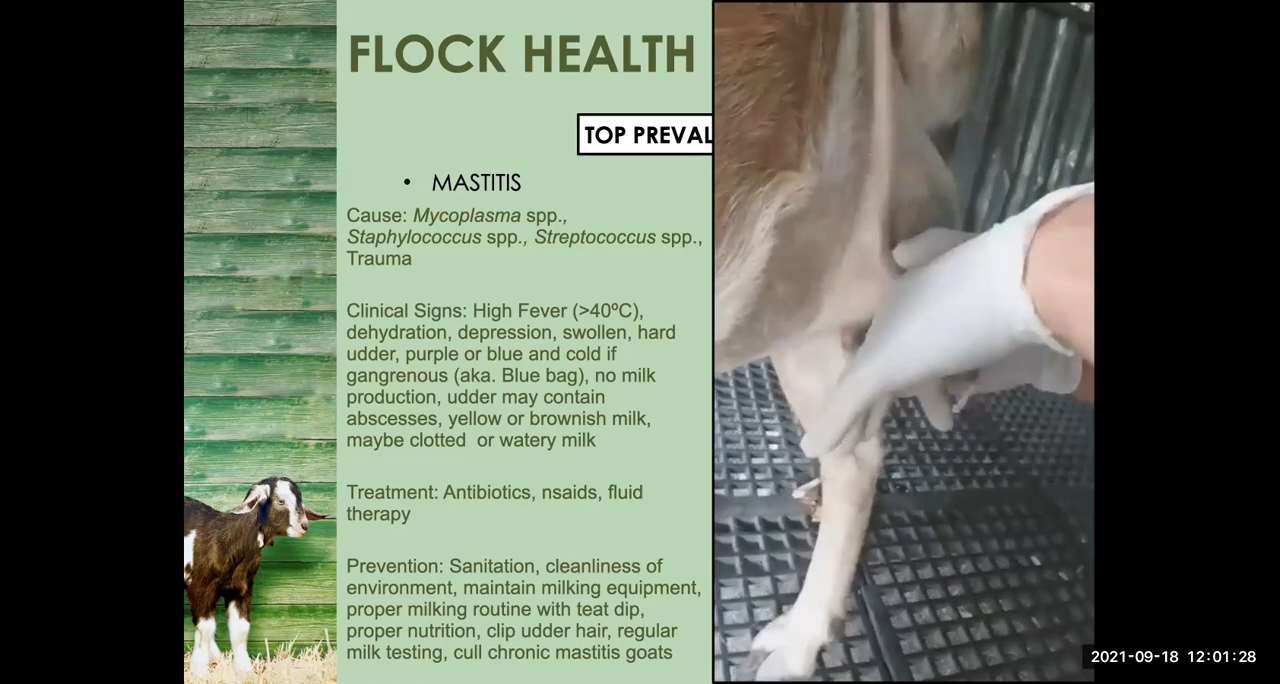 FLOCK HEALTH
TOP PREVAL
• MASTITIS
Cause: Mycoplasma spp.,
Staphylococcus spp., Streptococcus spp.,
Trauma
Clinical Signs: High Fever (>40ºC),
dehydration, depression, swollen, hard
udder, purple or blue and cold if
gangrenous (aka. Blue bag), no milk
production, udder may contain
abscesses, yellow or brownish milk,
maybe clotted or watery milk
Treatment: Antibiotics, nsaids, fluid
therapy
Prevention: Sanitation, cleanliness of
environment, maintain milking equipment,
proper milking routine with teat dip,
proper nutrition, clip udder hair, regular
milk testing, cull chronic mastitis goats
2021-09-18 12:01:28